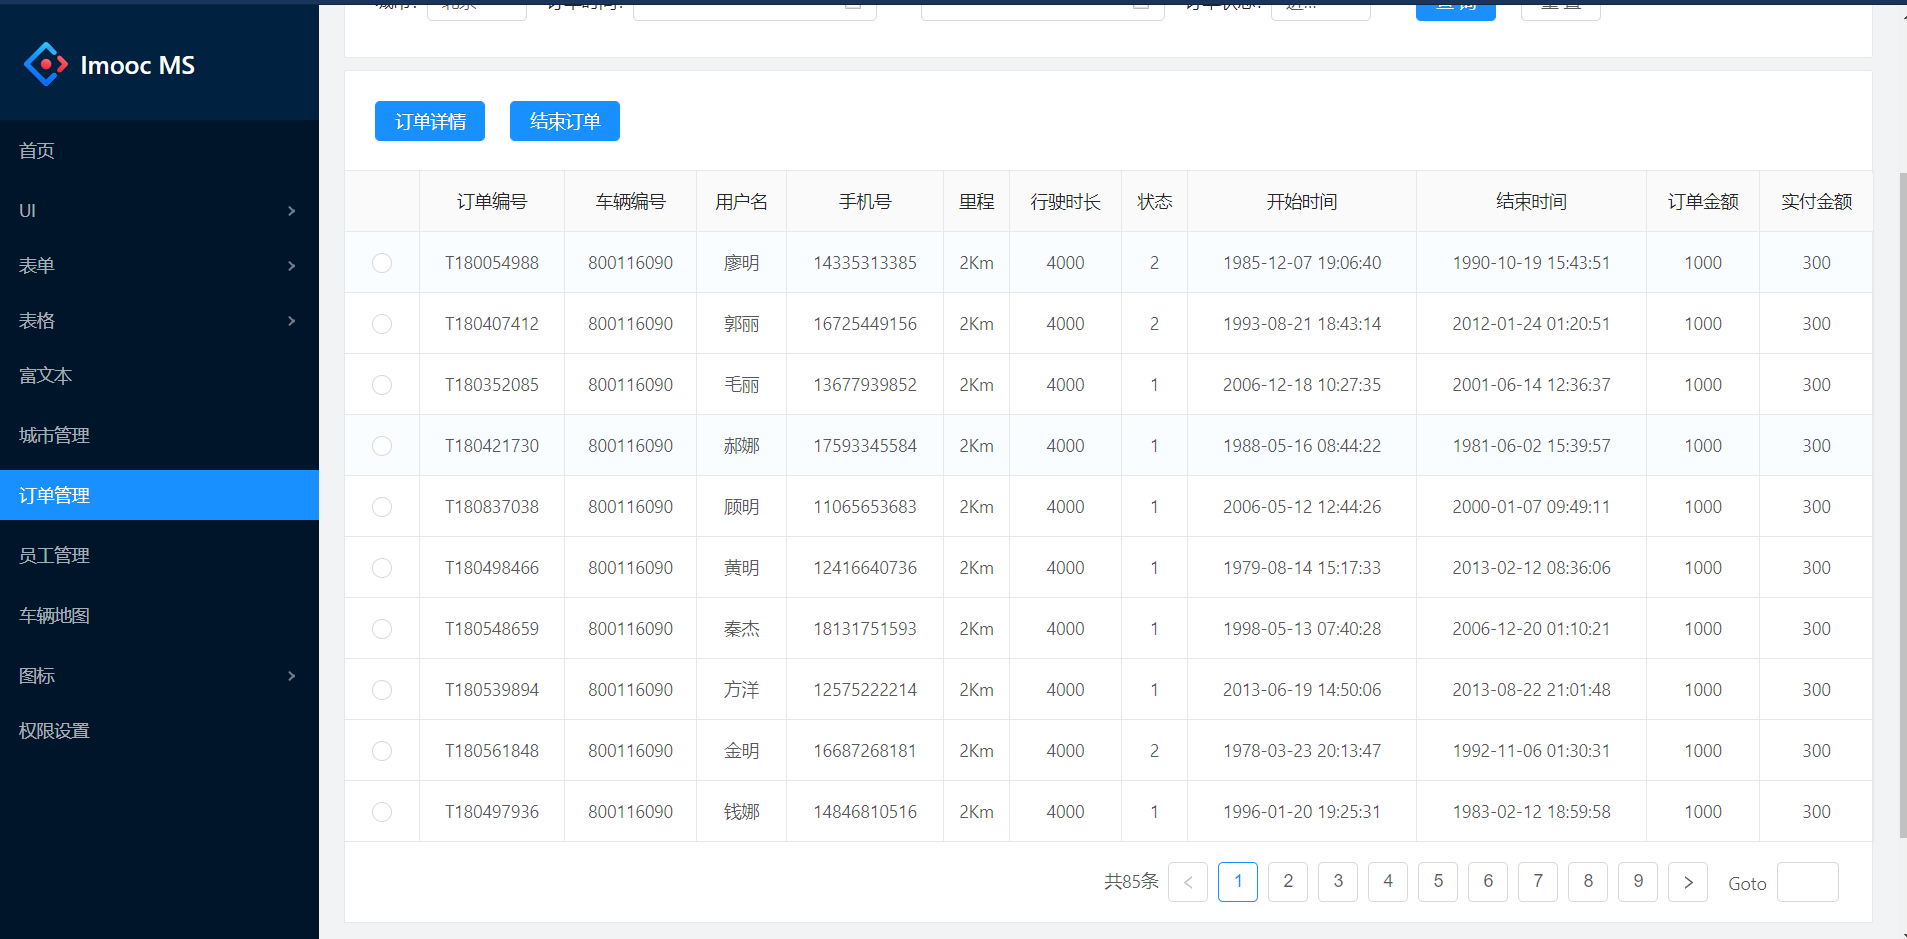 Imooc MS
首页
UI
表单
表格
富文本
城市管理
订单管理
员工管理
车辆地图
图标
权限设置
订单详情 结束订单
订单编号 车辆编号 用户名 手机号 里程 行驶时长 状态 开始时间 结束时间 订单金额 实付金额
T180054988 800116090 廖明 14335313385 2Km 4000 2 1985-12-07 19:06:40 1990-10-19 15:43:51 1000 300
T180407412 800116090 郭丽 16725449156 2Km 4000 2 1993-08-21 18:43:14 2012-01-24 01:20:51 1000 300
T180352085 800116090 毛丽 13677939852 2Km 4000 1 2006-12-18 10:27:35 2001-06-14 12:36:37 1000 300
T180421730 800116090 郝娜 17593345584 2Km 4000 1 1988-05-16 08:44:22 1981-06-02 15:39:57 1000 300
T180837038 800116090 顾明 11065653683 2Km 4000 1 2006-05-12 12:44:26 2000-01-07 09:49:11 1000 300
T180498466 800116090 黄明 12416640736 2Km 4000 1 1979-08-14 15:17:33 2013-02-12 08:36:06 1000 300
T180548659 800116090 秦杰 18131751593 2Km 4000 1 1998-05-13 07:40:28 2006-12-20 01:10:21 1000 300
T180539894 800116090 方洋 12575222214 2Km 4000 1 2013-06-19 14:50:06 2013-08-22 21:01:48 1000 300
T180561848 800116090 金明 16687268181 2Km 4000 2 1978-03-23 20:13:47 1992-11-06 01:30:31 1000 300
T180497936 800116090 钱娜 14846810516 2Km 4000 1 1996-01-20 19:25:31 1983-02-12 18:59:58 1000 300
共85条 < 1 2 3 4 5 6 7 8 9 > Goto